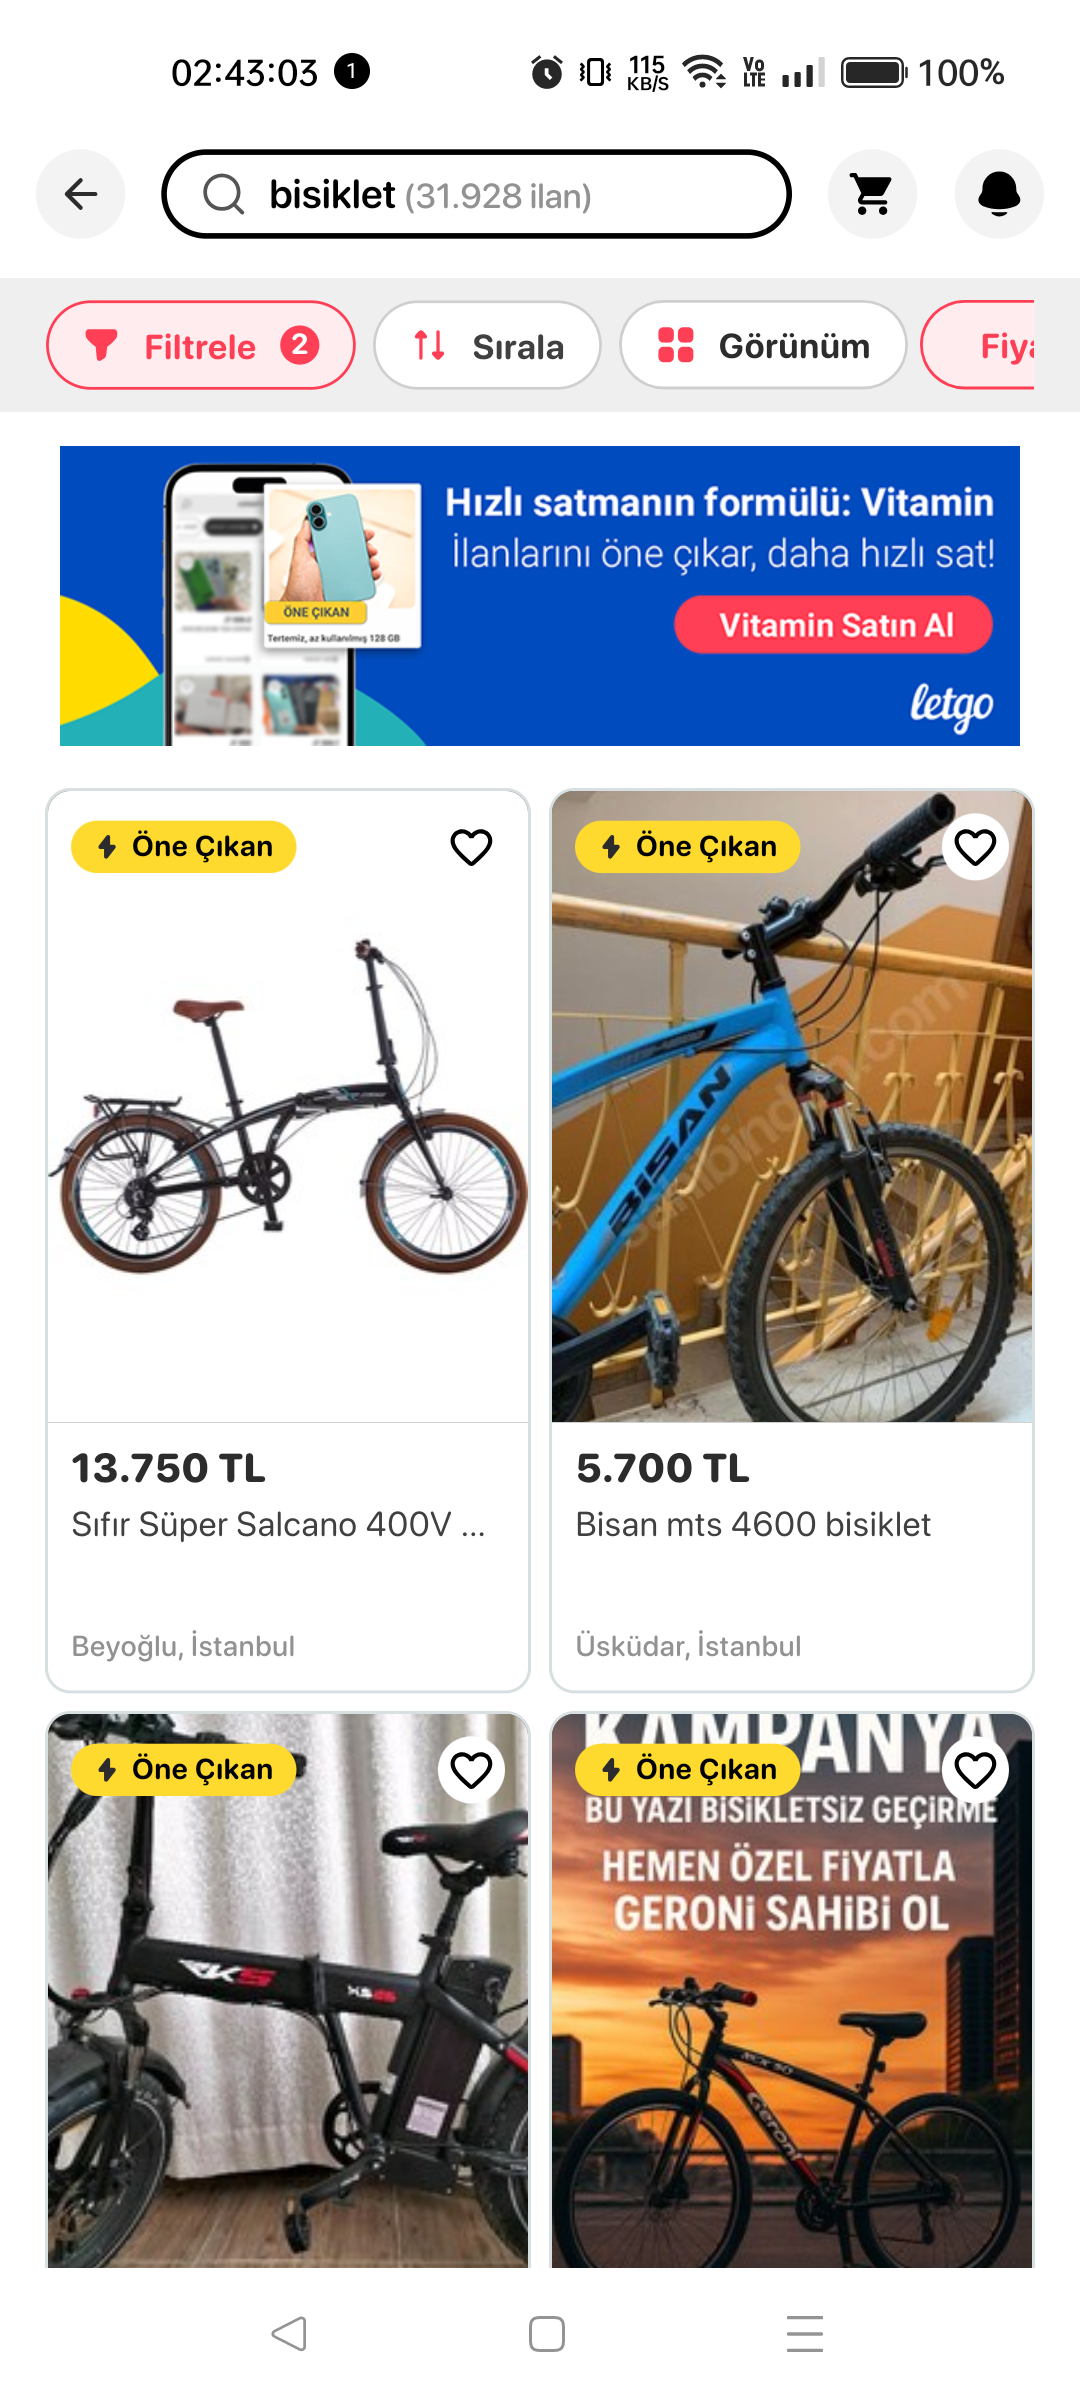 02:43:03 1 115 KB/S Vo LTE 100%
bisiklet (31.928 ilan)
Filtrele 2 Sırala Görünüm Fiya
Hızlı satmanın formülü: Vitamin
İlanlarını öne çıkar, daha hızlı sat!
ÖNE ÇIKAN
Tertemiz, az kullanılmış 128 GB
Vitamin Satın Al
letgo
Öne Çıkan
13.750 TL
Sıfır Süper Salcano 400V ...
Beyoğlu, İstanbul
Öne Çıkan
BiSAN
sahibinden.com
5.700 TL
Bisan mts 4600 bisiklet
Üsküdar, İstanbul
Öne Çıkan
RKS
Öne Çıkan
KAMPANYA
BU YAZI BİSİKLETSİZ GEÇİRME
HEMEN ÖZEL FİYATLA
GERONİ SAHİBİ OL
Geroni